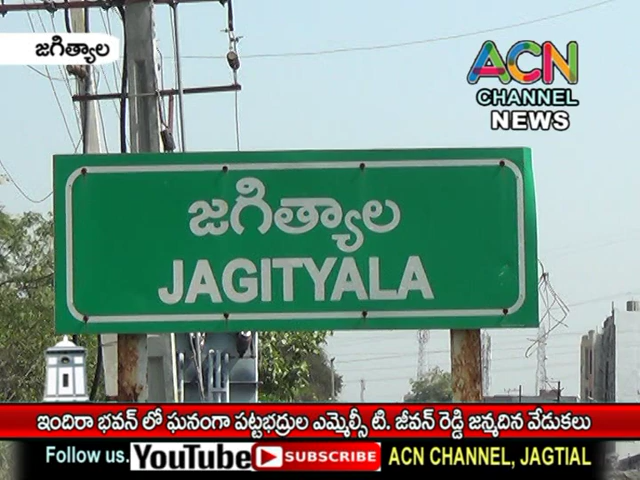 జగిత్యాల
ACN
CHANNEL
NEWS
జగిత్యాల
JAGITYALA
ఇందిరా భవన్ లో ఘనంగా పట్టభద్రుల ఎమ్మెల్సీ టి. జీవన్ రెడ్డి జన్మదిన వేడుకలు
Follow us. YouTube SUBSCRIBE ACN CHANNEL, JAGTIAL